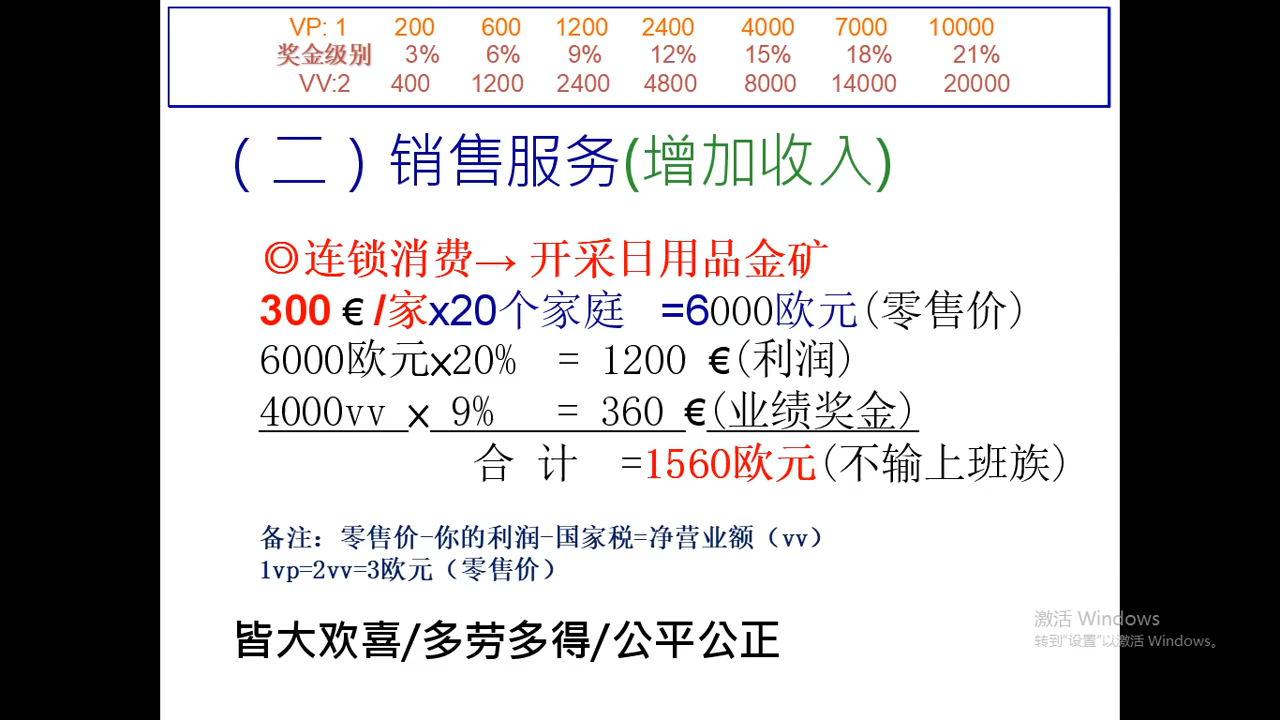 VP: 1 200 600 1200 2400 4000 7000 10000
奖金级别 3% 6% 9% 12% 15% 18% 21%
VV:2 400 1200 2400 4800 8000 14000 20000
(二)销售服务(增加收入)
◎连锁消费→开采日用品金矿
300 € /家x20个家庭 =6000欧元(零售价)
6000欧元x20% = 1200 €(利润)
4000vv x 9% = 360 €(业绩奖金)
合 计 =1560欧元(不输上班族)
备注：零售价-你的利润-国家税=净营业额（vv）
1vp=2vv=3欧元（零售价）
皆大欢喜/多劳多得/公平公正
激活 Windows
转到“设置”以激活 Windows。